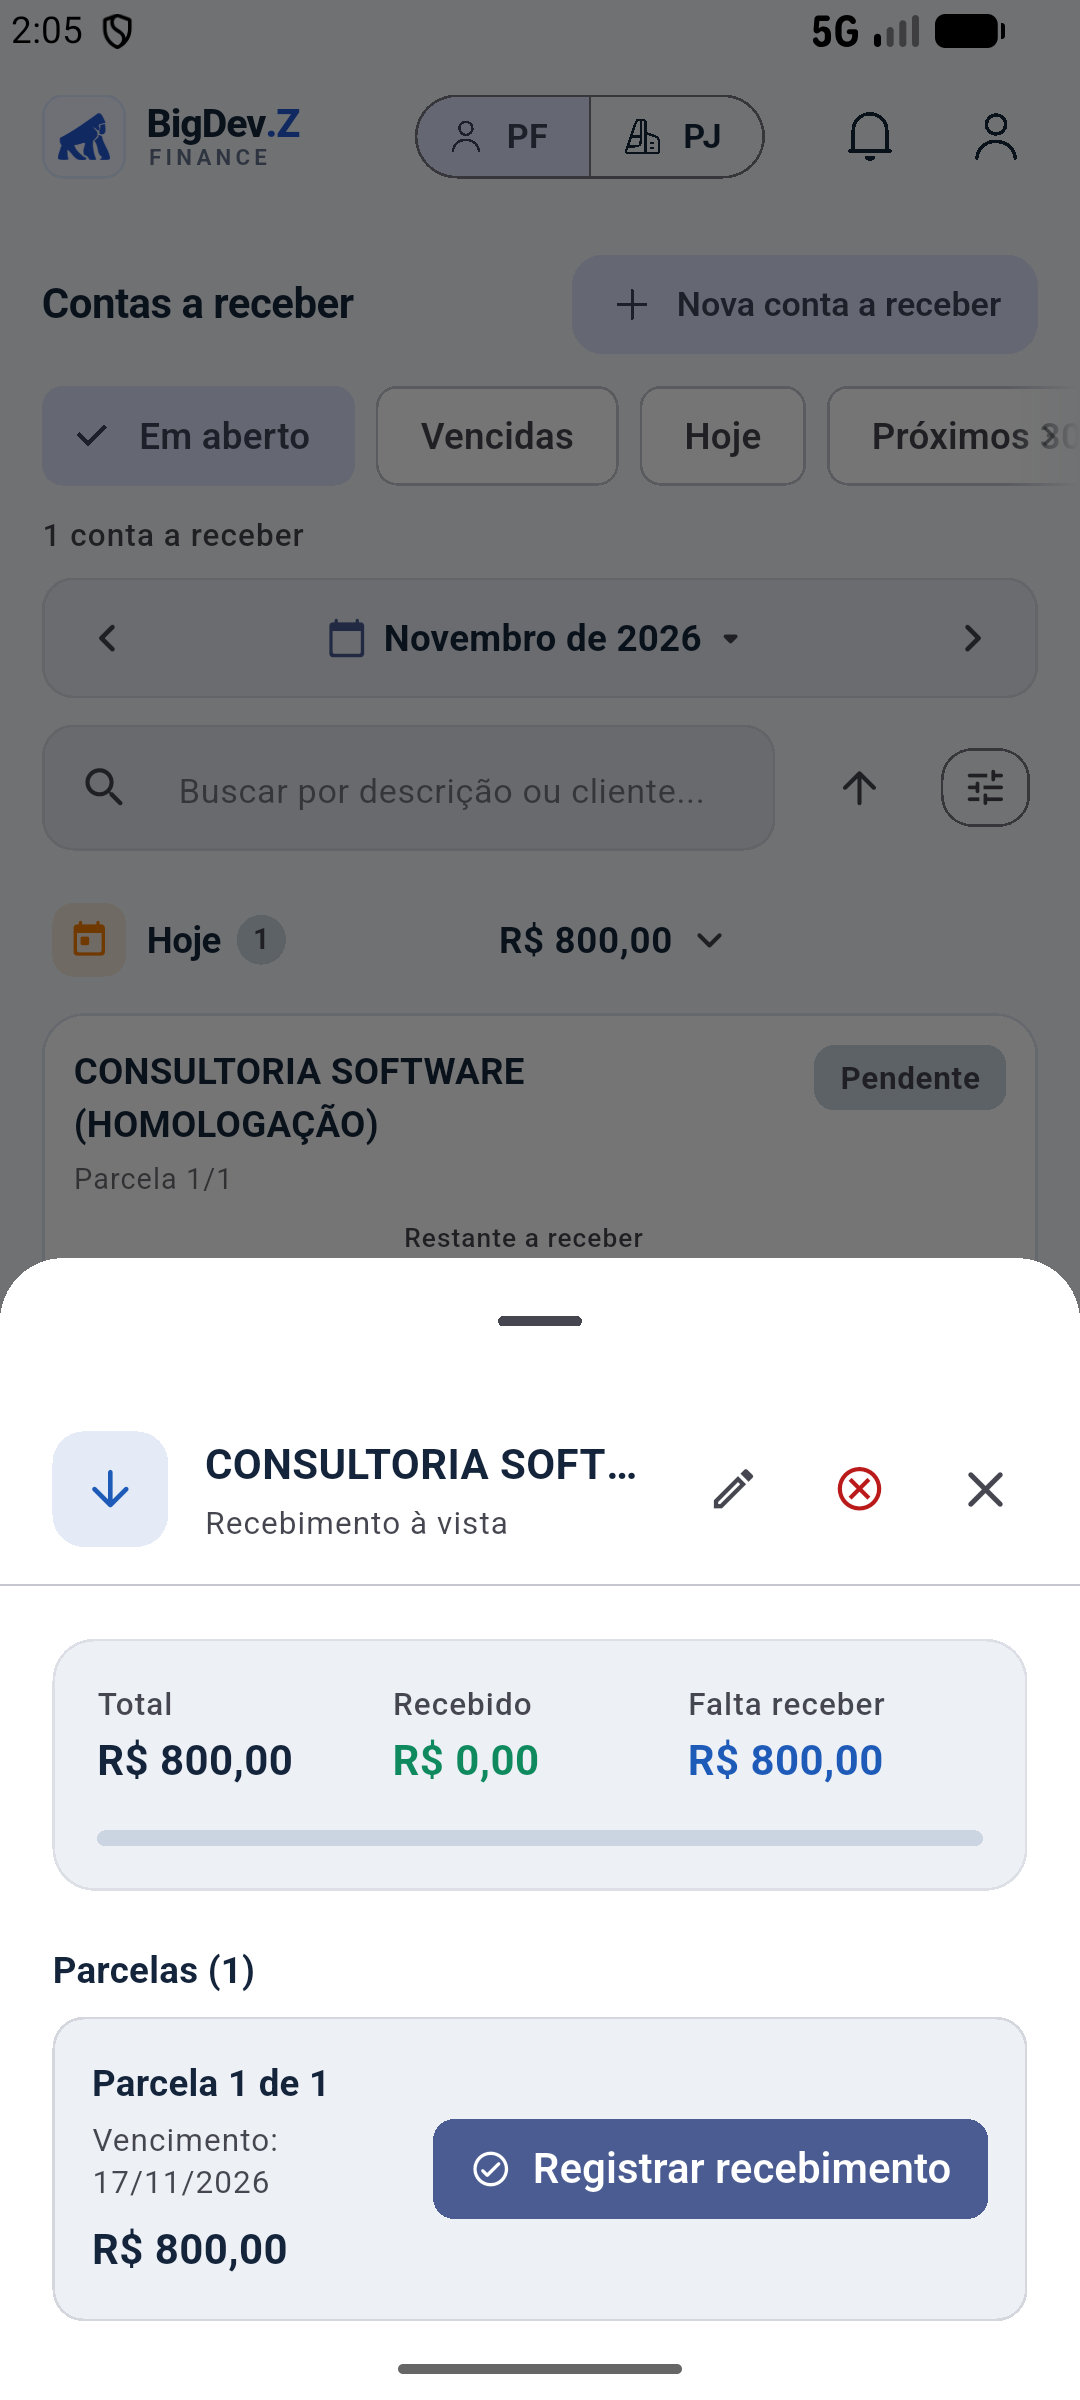 2:05
5G
BigDev.Z
FINANCE
PF
PJ
Contas a receber
Nova conta a receber
Em aberto
Vencidas
Hoje
Próximos 30
1 conta a receber
Novembro de 2026
Buscar por descrição ou cliente...
Hoje
1
R$ 800,00
CONSULTORIA SOFTWARE
(HOMOLOGAÇÃO)
Pendente
Parcela 1/1
Restante a receber
CONSULTORIA SOFT...
Recebimento à vista
Total
Recebido
Falta receber
R$ 800,00
R$ 0,00
R$ 800,00
Parcelas (1)
Parcela 1 de 1
Vencimento:
17/11/2026
R$ 800,00
Registrar recebimento